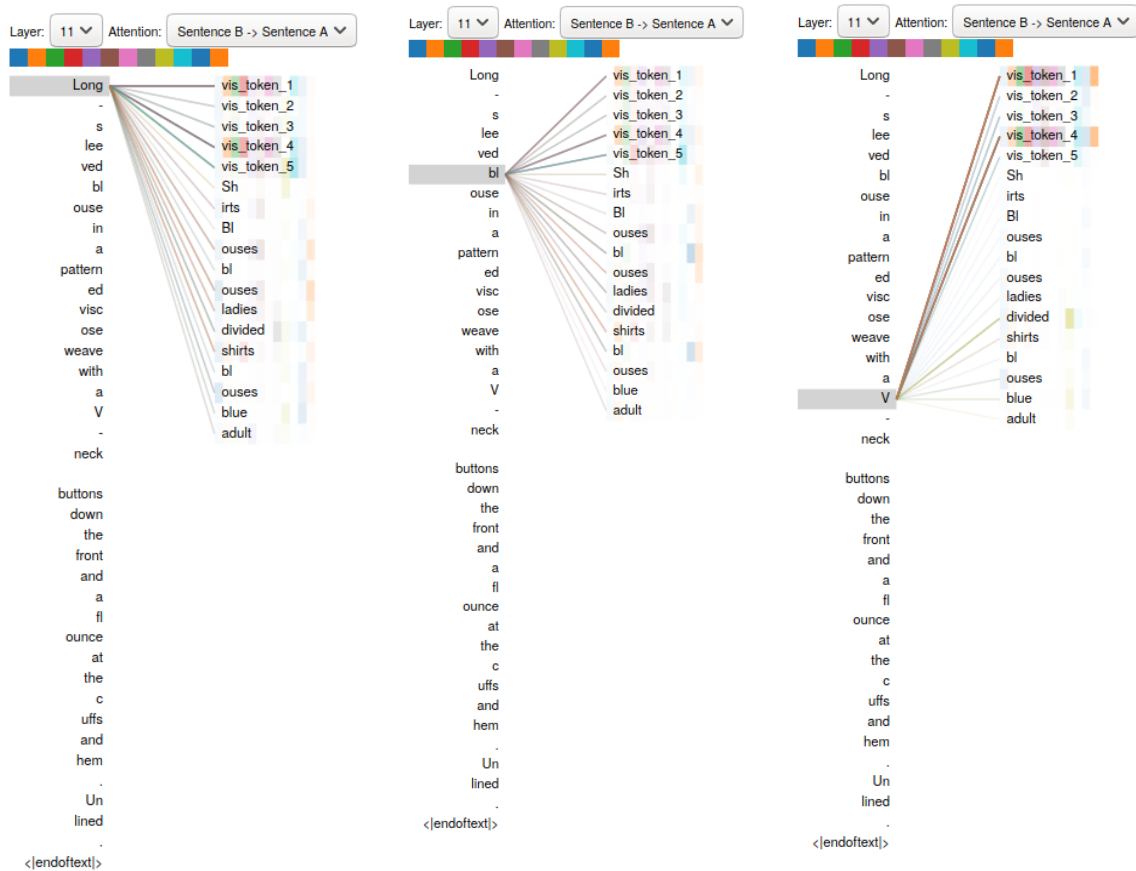 Layer: 11 Attention: Sentence B -> Sentence A
Long
-
s
lee
ved
bl
ouse
in
a
pattern
ed
visc
ose
weave
with
a
V
-
neck
buttons
down
the
front
and
a
fl
ounce
at
the
c
uffs
and
hem
.
Un
lined
.
<|endoftext|>
vis_token_1
vis_token_2
vis_token_3
vis_token_4
vis_token_5
Sh
irts
Bl
ouses
bl
ouses
ladies
divided
shirts
bl
ouses
blue
adult
Layer: 11 Attention: Sentence B -> Sentence A
Long
-
s
lee
ved
bl
ouse
in
a
pattern
ed
visc
ose
weave
with
a
V
-
neck
buttons
down
the
front
and
a
fl
ounce
at
the
c
uffs
and
hem
.
Un
lined
.
<|endoftext|>
vis_token_1
vis_token_2
vis_token_3
vis_token_4
vis_token_5
Sh
irts
Bl
ouses
bl
ouses
ladies
divided
shirts
bl
ouses
blue
adult
Layer: 11 Attention: Sentence B -> Sentence A
Long
-
s
lee
ved
bl
ouse
in
a
pattern
ed
visc
ose
weave
with
a
V
-
neck
buttons
down
the
front
and
a
fl
ounce
at
the
c
uffs
and
hem
.
Un
lined
.
<|endoftext|>
vis_token_1
vis_token_2
vis_token_3
vis_token_4
vis_token_5
Sh
irts
Bl
ouses
bl
ouses
ladies
divided
shirts
bl
ouses
blue
adult